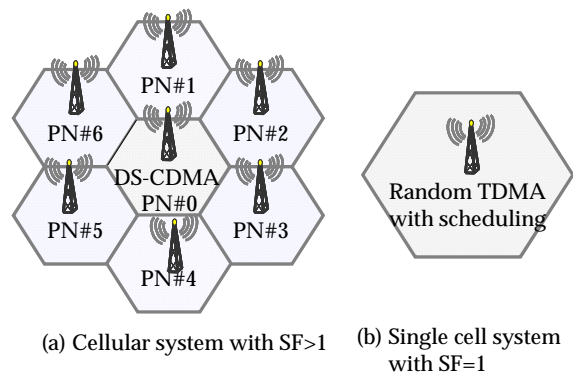 PN#1
PN#6
PN#2
DS-CDMA
PN#0
PN#5
PN#3
PN#4
Random TDMA
with scheduling
(a) Cellular system with SF>1
(b) Single cell system
with SF=1